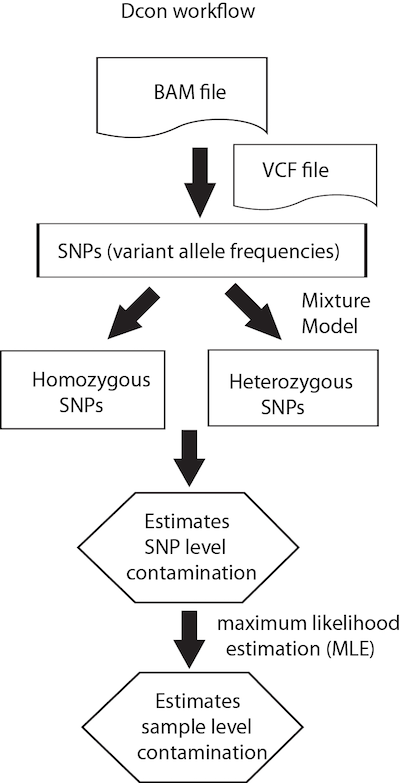 Dcon workflow
BAM file
VCF file
SNPs (variant allele frequencies)
Mixture
Model
Homozygous
SNPs
Heterozygous
SNPs
Estimates
SNP level
contamination
maximum likelihood
estimation (MLE)
Estimates
sample level
contamination